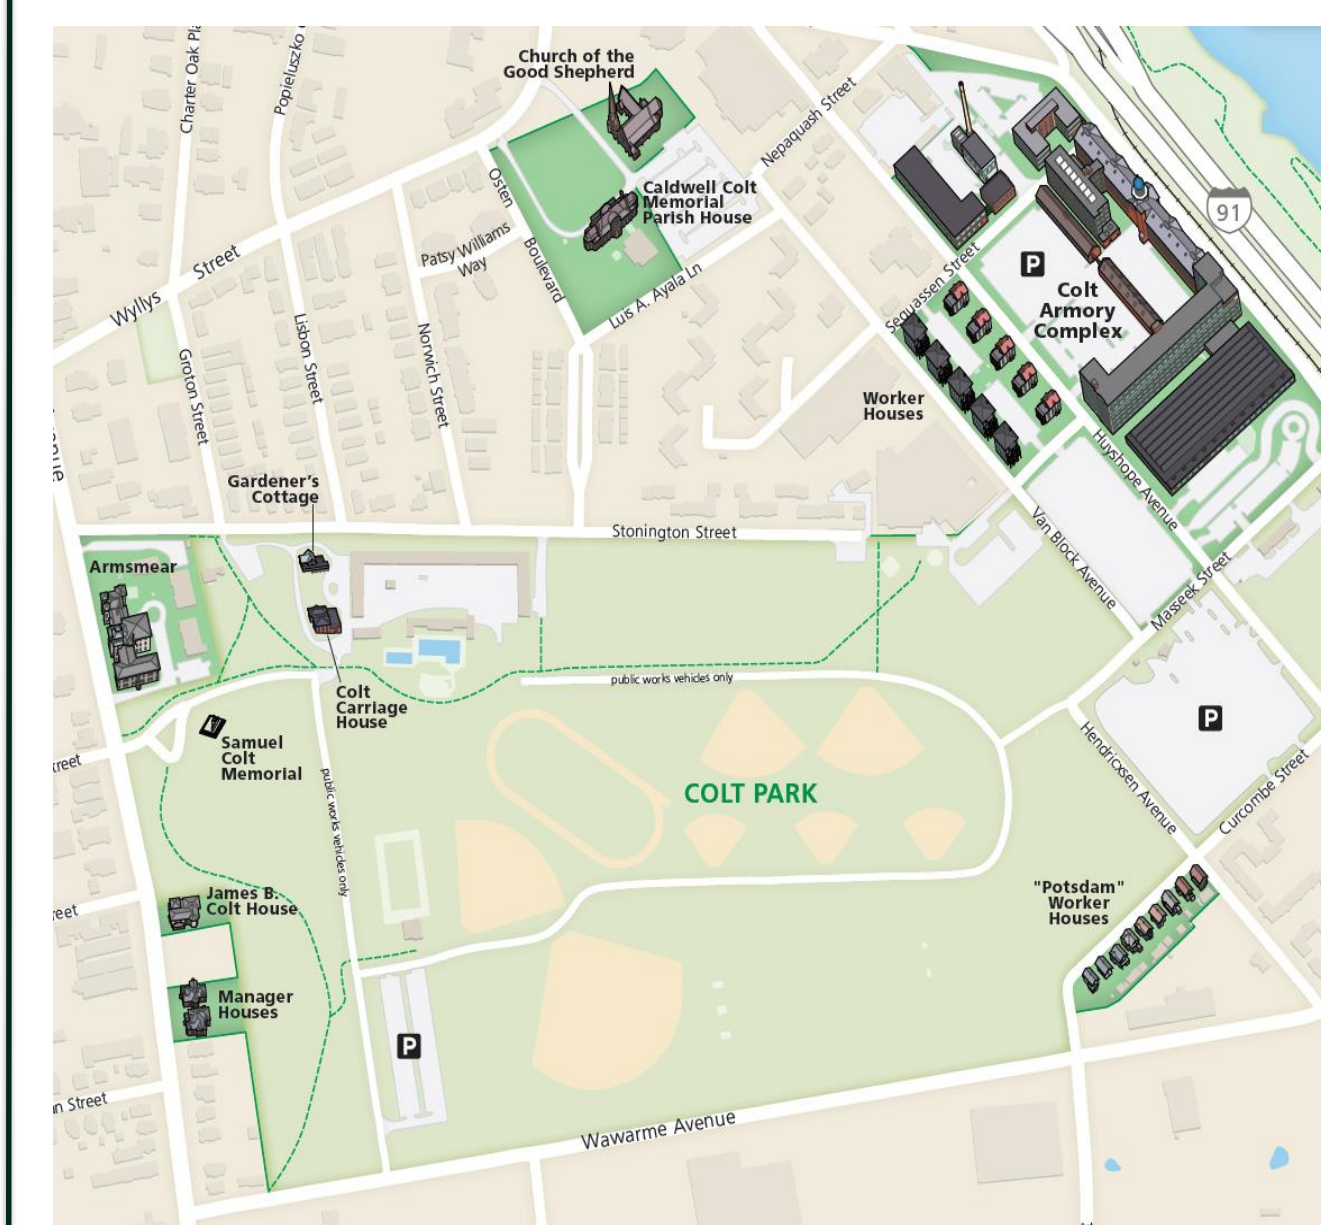 Charter Oak Pla
Popieluszko
Church of the
Good Shepherd
Nepaquash Street
91
Osten
Boulevard
Caldwell Colt
Memorial
Parish House
Patsy Williams
Way
Wyllys
Street
Luis A. Ayala Ln
Sequassen Street
P
Colt
Armory
Complex
Groton Street
Lisbon Street
Norwich Street
Worker
Houses
Huyshope Avenue
enue
Gardener's
Cottage
Stonington Street
Van Block Avenue
Masseek Street
Armsmear
public works vehicles only
Colt
Carriage
House
Samuel
Colt
Memorial
treet
public works vehicles only
COLT PARK
P
Hendricxsen Avenue
Curcombe Street
James B.
Colt House
reet
"Potsdam"
Worker
Houses
Manager
Houses
P
n Street
Wawarme Avenue